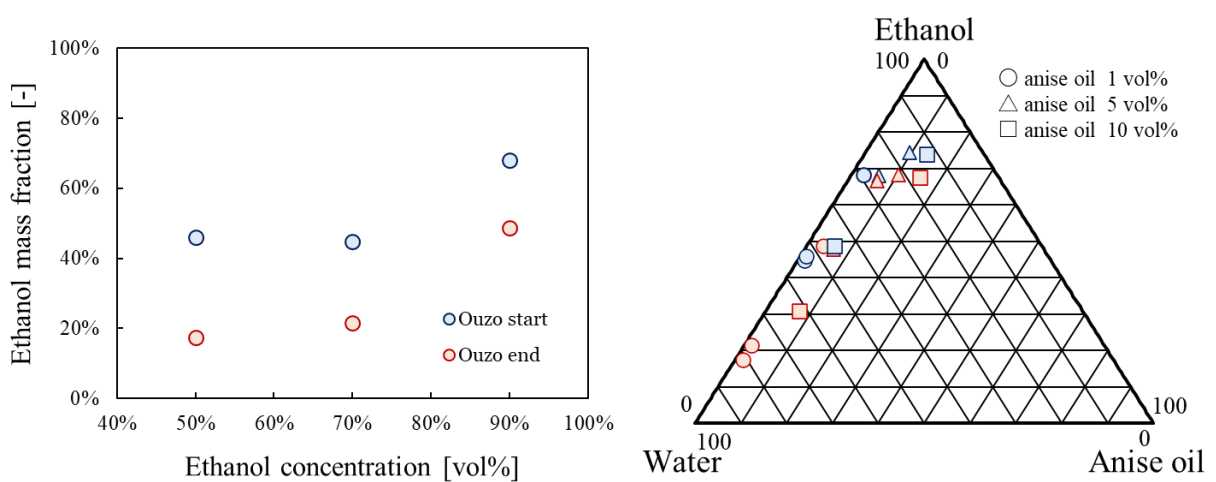 Ethanol mass fraction [-]
100%
80%
60%
40%
20%
0%
40%
50%
60%
70%
80%
90%
100%
Ethanol concentration [vol%]
Ouzo start
Ouzo end
Ethanol
100
0
anise oil 1 vol%
anise oil 5 vol%
anise oil 10 vol%
0
100
100
0
Water
Anise oil